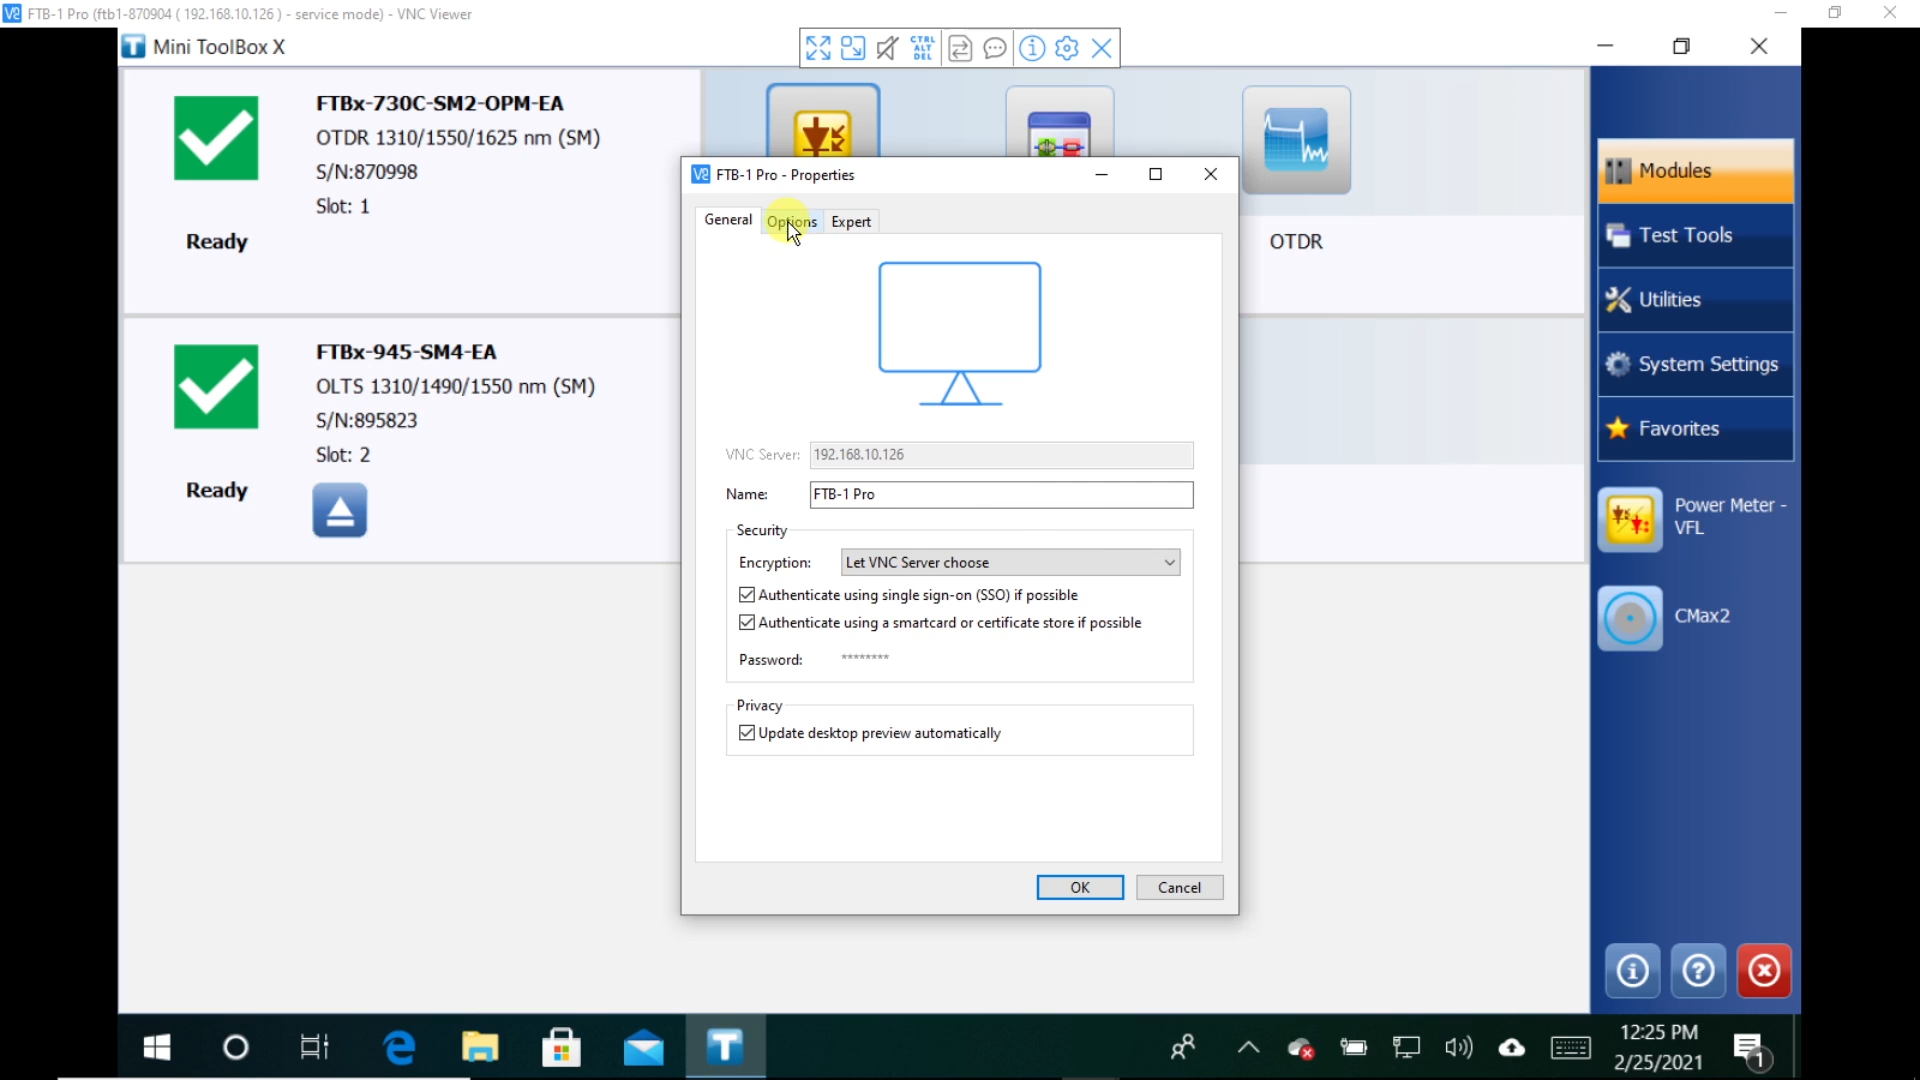 FTB-1 Pro (ftb1-870904 ( 192.168.10.126 ) - service mode) - VNC Viewer
Mini ToolBox X
CTRL
ALT
DEL
FTBx-730C-SM2-OPM-EA
OTDR 1310/1550/1625 nm (SM)
S/N:870998
Slot: 1
Ready
OTDR
FTBx-945-SM4-EA
OLTS 1310/1490/1550 nm (SM)
S/N:895823
Slot: 2
Ready
FTB-1 Pro - Properties
General
Options
Expert
VNC Server:
192.168.10.126
Name:
FTB-1 Pro
Security
Encryption:
Let VNC Server choose
Authenticate using single sign-on (SSO) if possible
Authenticate using a smartcard or certificate store if possible
Password:
********
Privacy
Update desktop preview automatically
OK
Cancel
Modules
Test Tools
Utilities
System Settings
Favorites
Power Meter -
VFL
CMax2
12:25 PM
2/25/2021
1